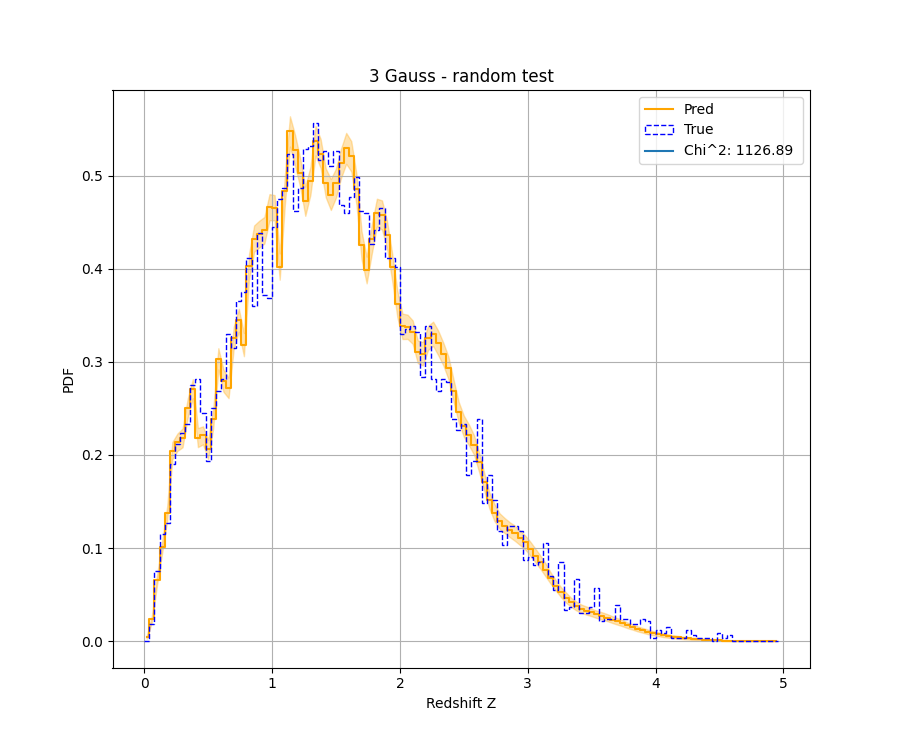 3 Gauss - random test
Pred
True
Chi^2: 1126.89
PDF
0.5
0.4
0.3
0.2
0.1
0.0
0 1 2 3 4 5
Redshift Z